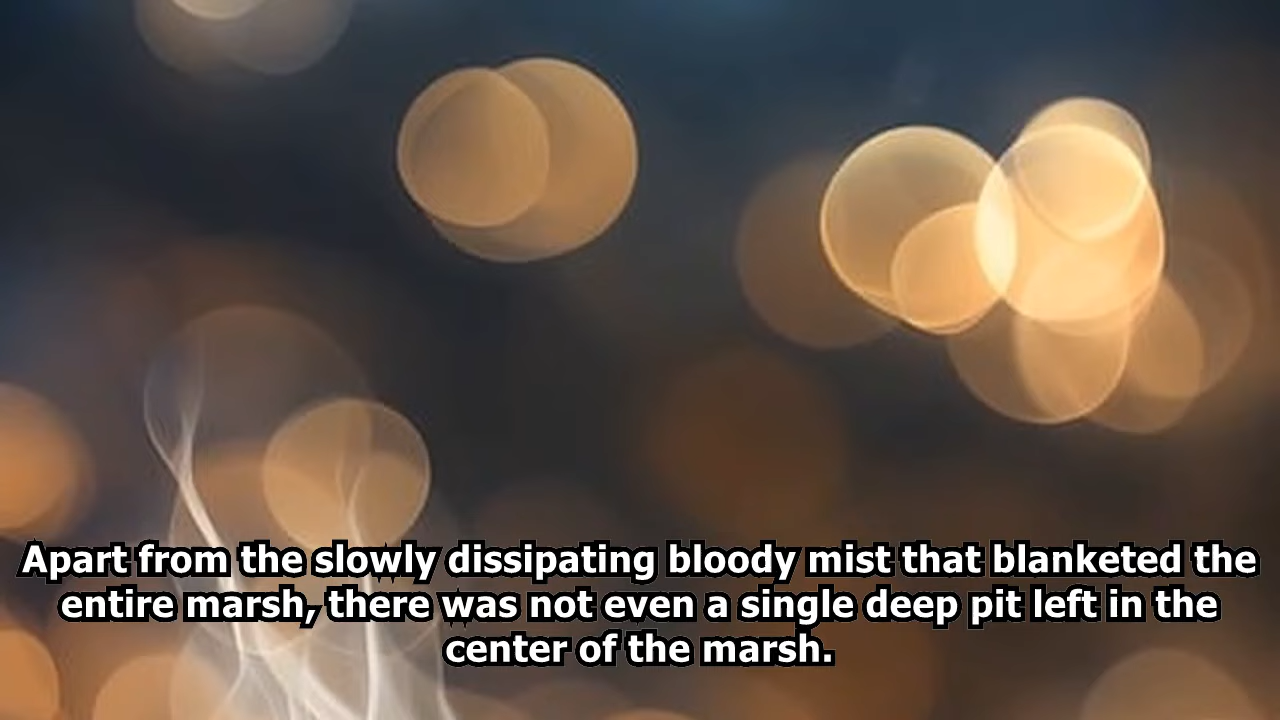 Apart from the slowly dissipating bloody mist that blanketed the
entire marsh, there was not even a single deep pit left in the
center of the marsh.